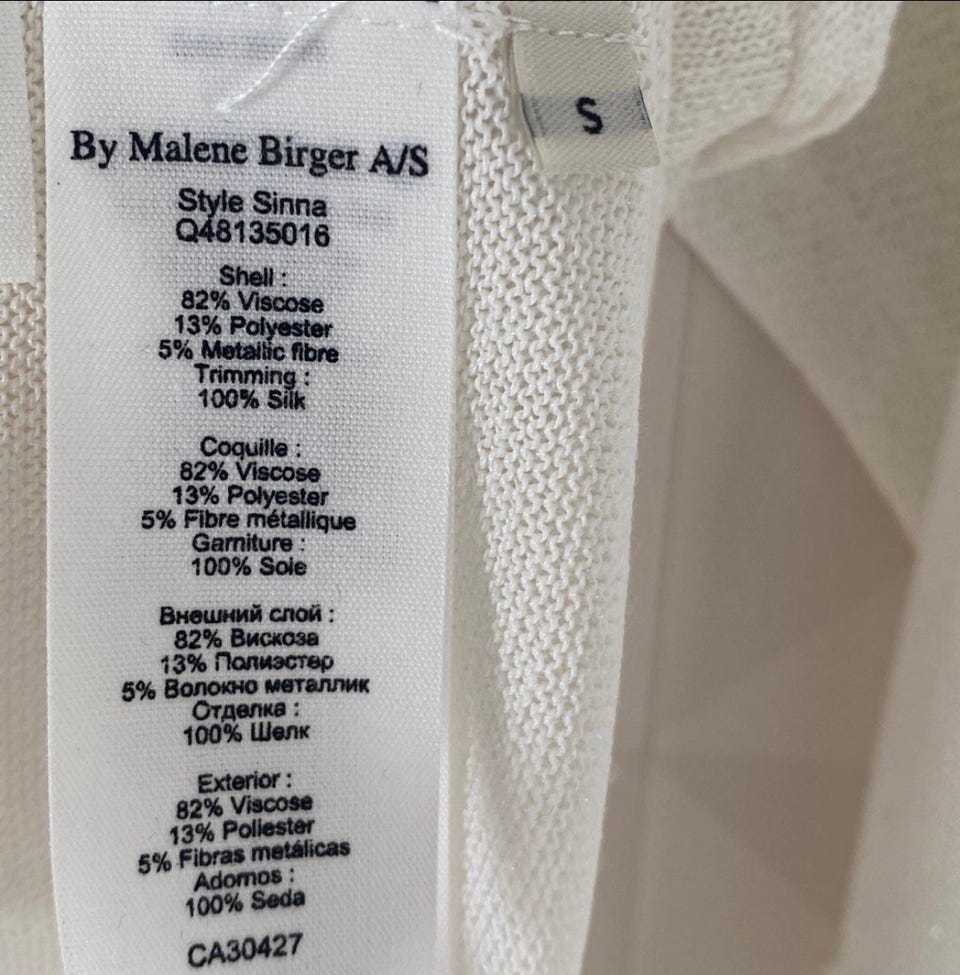 By Malene Birger A/S
S
Style Sinna
Q48135016
Shell :
82% Viscose
13% Polyester
5% Metallic fibre
Trimming :
100% Silk
Coquille :
82% Viscose
13% Polyester
5% Fibre métallique
Garniture :
100% Soie
Внешний слой :
82% Вискоза
13% Полиэстер
5% Волокно металлик
Отделка :
100% Шелк
Exterior :
82% Viscose
13% Poliester
5% Fibras metálicas
Adornos :
100% Seda
CA30427